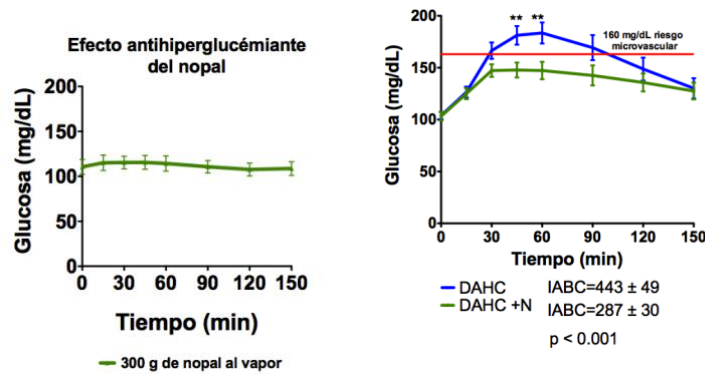 Efecto antihiperglucémiante
del nopal
Glucosa (mg/dL)
200
150
100
50
0
0 30 60 90 120 150
Tiempo (min)
300 g de nopal al vapor
Glucosa (mg/dL)
200
150
100
50
0
** **
160 mg/dL riesgo
microvascular
0 30 60 90 120 150
Tiempo (min)
DAHC IABC=443 ± 49
DAHC +N IABC=287 ± 30
p < 0.001